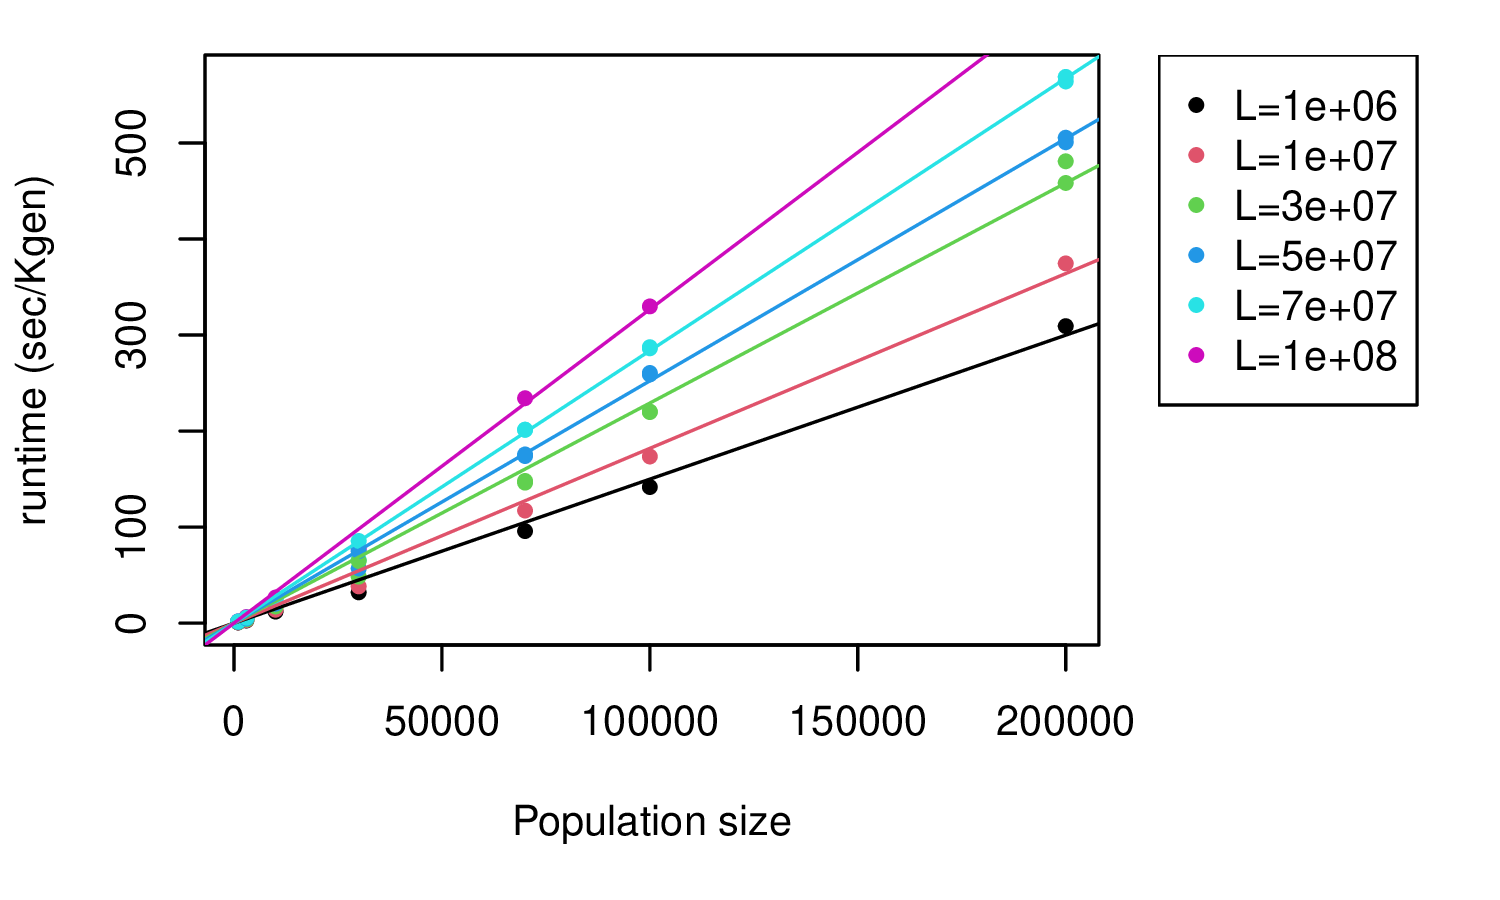 runtime (sec/Kgen)
500
300
100
0
0 50000 100000 150000 200000
Population size
L=1e+06
L=1e+07
L=3e+07
L=5e+07
L=7e+07
L=1e+08